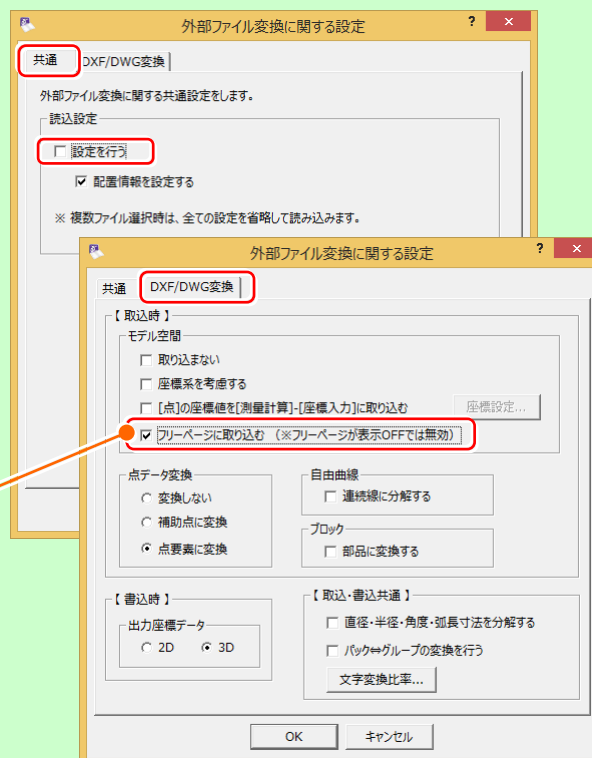 外部ファイル変換に関する設定
?
×
共通
DXF/DWG変換
外部ファイル変換に関する共通設定をします。
読込設定
設定を行う
配置情報を設定する
※ 複数ファイル選択時は、全ての設定を省略して読み込みます。
外部ファイル変換に関する設定
?
×
共通
DXF/DWG変換
【 取込時 】
モデル空間
取り込まない
座標系を考慮する
[点]の座標値を[測量計算]-[座標入力]に取り込む
座標設定...
フリーページに取り込む （※フリーページが表示OFFでは無効）
点データ変換
変換しない
補助点に変換
点要素に変換
自由曲線
連続線に分解する
ブロック
部品に変換する
【 書込時 】
出力座標データ
2D
3D
【 取込・書込共通 】
直径・半径・角度・弧長寸法を分解する
パック⇔グループの変換を行う
文字変換比率...
OK
キャンセル